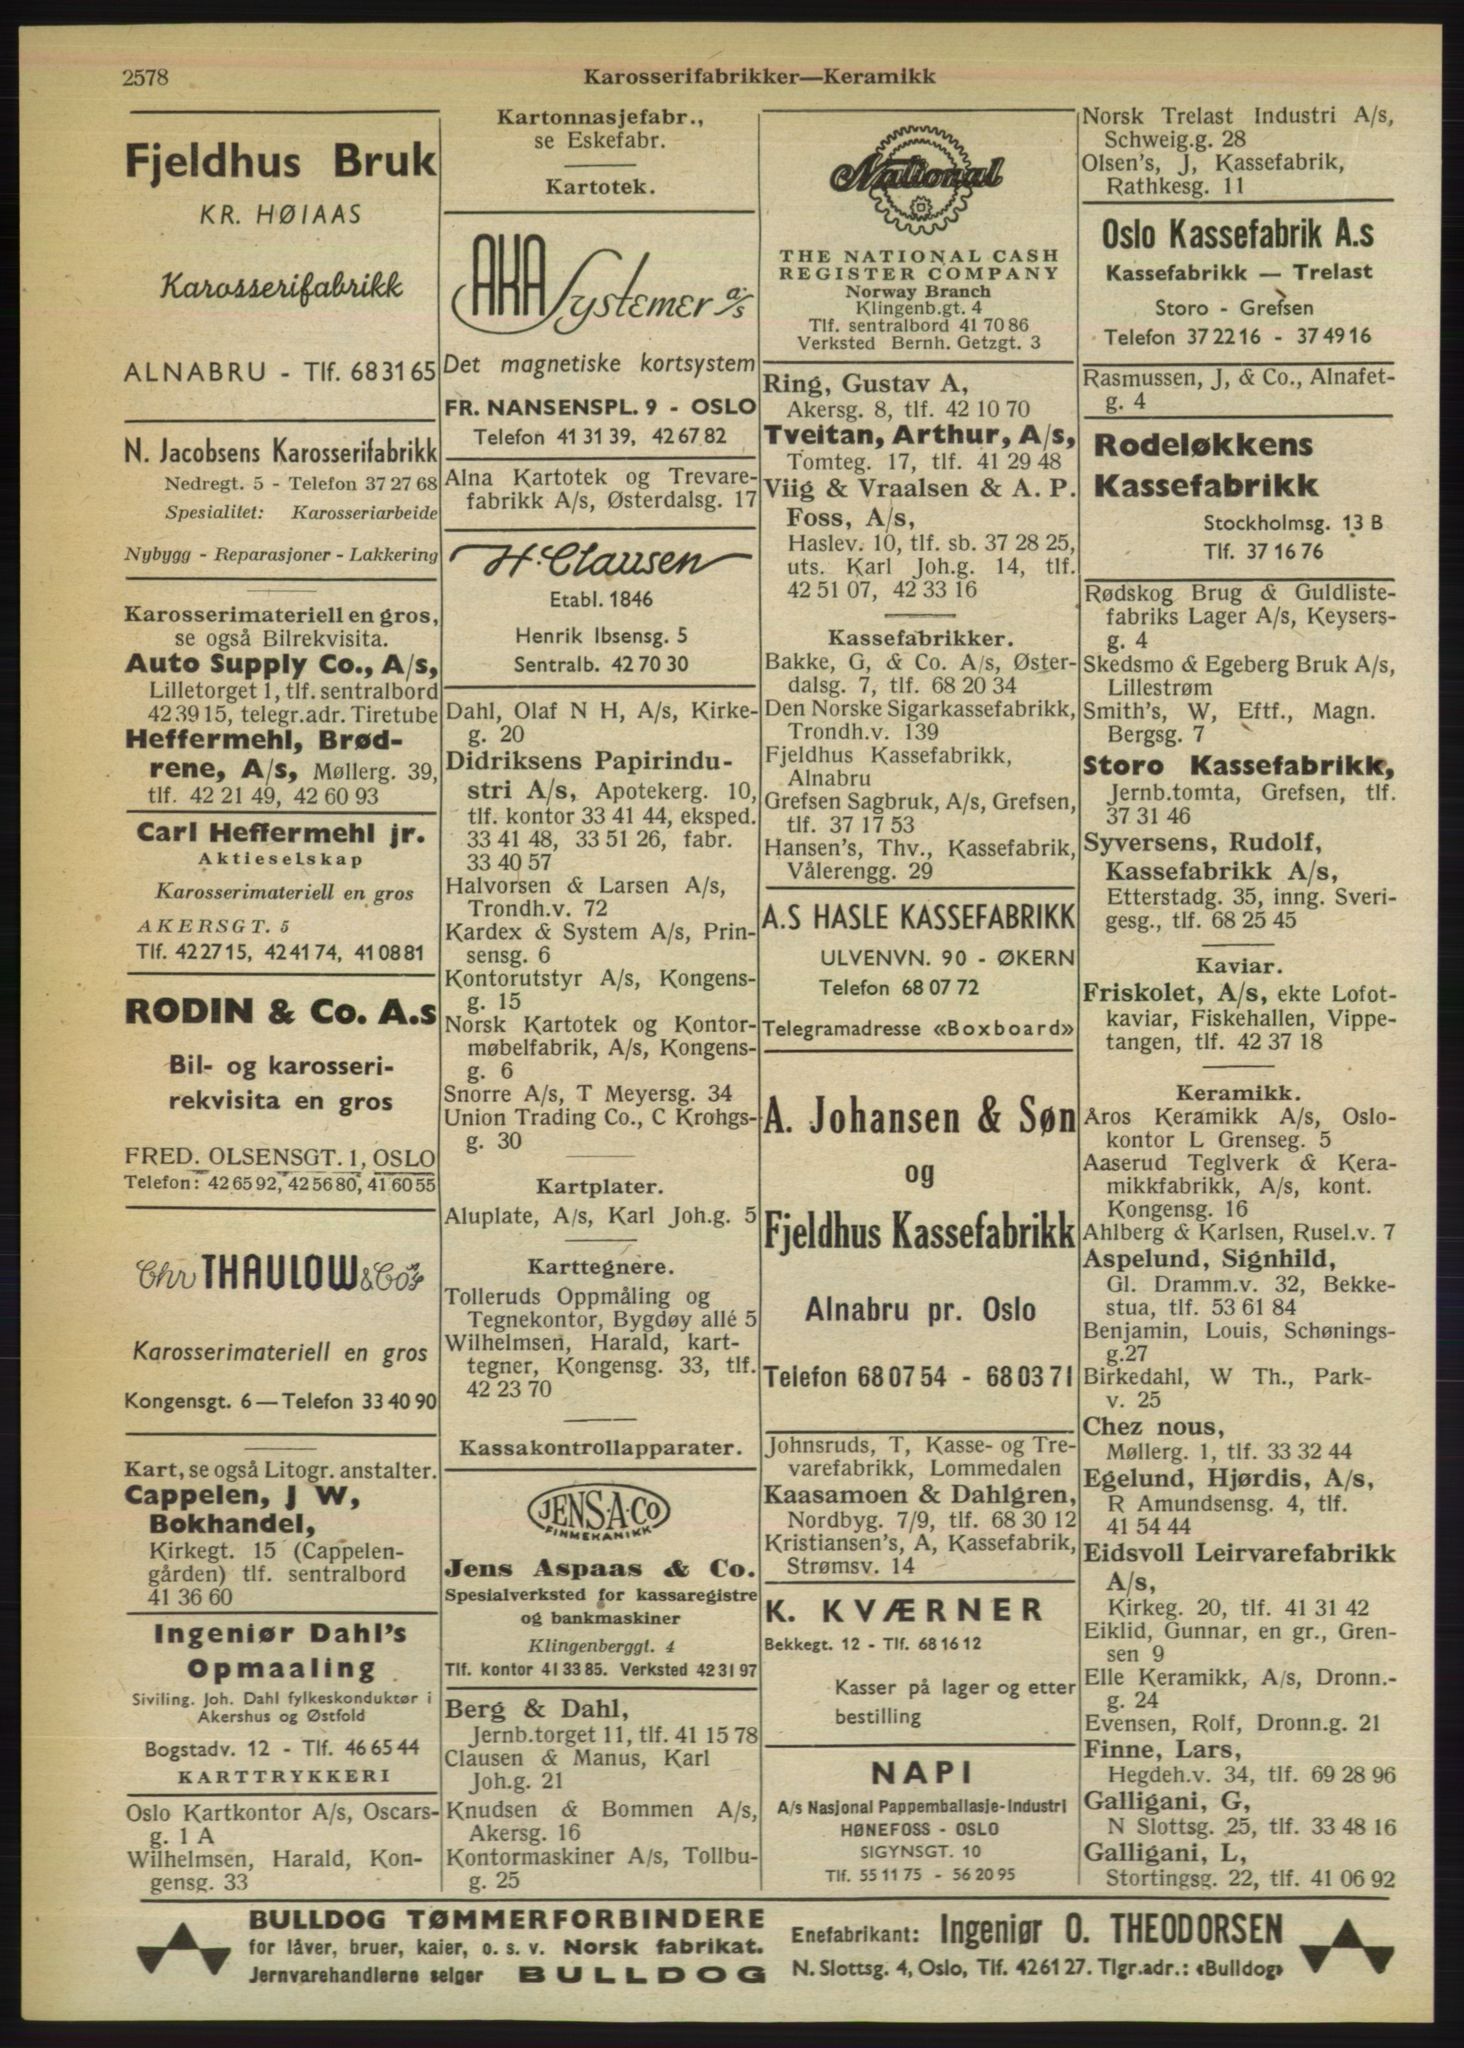 2578
Karosserifabrikker—Keramikk
Fjeldhus Bruk
KR. HØIAAS
Karosserifabrikk
ALNABRU - Tlf. 68 31 65
N. Jacobsens Karosserifabrikk
Nedregt. 5 - Telefon 37 27 68
Spesialitet: Karosseriarbeide
Nybygg - Reparasjoner - Lakkering
Karosserimateriell en gros,
se også Bilrekvisita.
Auto Supply Co., A/s,
Lilletorget 1, tlf. sentralbord
42 39 15, telegr.adr. Tiretube
Heffermehl, Brød-
rene, A/s, Møllerg. 39,
tlf. 42 21 49, 42 60 93
Carl Heffermehl jr.
Aktieselskap
Karosserimateriell en gros
AKERSGT. 5
Tlf. 42 27 15, 42 41 74, 41 08 81
RODIN & Co. A.s
Bil- og karosseri-
rekvisita en gros
FRED. OLSENSGT. 1, OSLO
Telefon: 42 65 92, 42 56 80, 41 60 55
Chr THAULOW & Co A/s
Karosserimateriell en gros
Kongensgt. 6 — Telefon 33 40 90
Kart, se også Litogr. anstalter.
Cappelen, J W,
Bokhandel,
Kirkegt. 15 (Cappelen-
gården) tlf. sentralbord
41 36 60
Ingeniør Dahl's
Opmaaling
Siviling. Joh. Dahl fylkeskonduktør i
Akershus og Østfold
Bogstadv. 12 - Tlf. 46 65 44
KARTTRYKKERI
Oslo Kartkontor A/s, Oscars-
g. 1 A
Wilhelmsen, Harald, Kon-
gensg. 33
Kartonnasjefabr.,
se Eskefabr.
Kartotek.
AKA Systemer a/s
Det magnetiske kortsystem
FR. NANSENSPL. 9 - OSLO
Telefon 41 31 39, 42 67 82
Alna Kartotek og Trevare-
fabrikk A/s, Østerdalsg. 17
H. Clausen
Etabl. 1846
Henrik Ibsensg. 5
Sentralb. 42 70 30
Dahl, Olaf N H, A/s, Kirke-
g. 20
Didriksens Papirindu-
stri A/s, Apotekerg. 10,
tlf. kontor 33 41 44, eksped.
33 41 48, 33 51 26, fabr.
33 40 57
Halvorsen & Larsen A/s,
Trondh.v. 72
Kardex & System A/s, Prin-
sensg. 6
Kontorutstyr A/s, Kongens-
g. 15
Norsk Kartotek og Kontor-
møbelfabrik, A/s, Kongens-
g. 6
Snorre A/s, T Meyersg. 34
Union Trading Co., C Krohgs-
g. 30
Kartplater.
Aluplate, A/s, Karl Joh.g. 5
Karttegnere.
Tolleruds Oppmåling og
Tegnekontor, Bygdøy allé 5
Wilhelmsen, Harald, kart-
tegner, Kongensg. 33, tlf.
42 23 70
Kassakontrollapparater.
JENS A-CO
FINMEKANIKK
Jens Aspaas & Co.
Spesialverksted for kassaregistre
og bankmaskiner
Klingenberggt. 4
Tlf. kontor 41 33 85. Verksted 42 31 97
Berg & Dahl,
Jernb.torget 11, tlf. 41 15 78
Clausen & Manus, Karl
Joh.g. 21
Knudsen & Bommen A/s,
Akersg. 16
Kontormaskiner A/s, Tollbu-
g. 25
National
THE NATIONAL CASH
REGISTER COMPANY
Norway Branch
Klingenb.gt. 4
Tlf. sentralbord 41 70 86
Verksted Bernh. Getzgt. 3
Ring, Gustav A,
Akersg. 8, tlf. 42 10 70
Tveitan, Arthur, A/s,
Tomteg. 17, tlf. 41 29 48
Viig & Vraalsen & A. P.
Foss, A/s,
Haslev. 10, tlf. sb. 37 28 25,
uts. Karl Joh.g. 14, tlf.
42 51 07, 42 33 16
Kassefabrikker.
Bakke, G, & Co. A/s, Øster-
dalsg. 7, tlf. 68 20 34
Den Norske Sigarkassefabrikk,
Trondh.v. 139
Fjeldhus Kassefabrikk,
Alnabru
Grefsen Sagbruk, A/s, Grefsen,
tlf. 37 17 53
Hansen's, Thv., Kassefabrik,
Vålerengg. 29
A.S HASLE KASSEFABRIKK
ULVENVN. 90 - ØKERN
Telefon 68 07 72
Telegramadresse «Boxboard»
A. Johansen & Søn
og
Fjeldhus Kassefabrikk
Alnabru pr. Oslo
Telefon 68 07 54 - 68 03 71
Johnsruds, T, Kasse- og Tre-
varefabrikk, Lommedalen
Kaasamoen & Dahlgren,
Nordbyg. 7/9, tlf. 68 30 12
Kristiansen's, A, Kassefabrik,
Strømsv. 14
K. KVÆRNER
Bekkegt. 12 - Tlf. 68 16 12
Kasser på lager og etter
bestilling
NAPI
A/s Nasjonal Pappemballasje-Industri
HØNEFOSS - OSLO
SIGYNSGT. 10
Tlf. 55 11 75 - 56 20 95
Norsk Trelast Industri A/s,
Schweig.g. 28
Olsen's, J, Kassefabrik,
Rathkesg. 11
Oslo Kassefabrik A.s
Kassefabrikk — Trelast
Storo - Grefsen
Telefon 37 22 16 - 37 49 16
Rasmussen, J, & Co., Alnafet-
g. 4
Rodeløkkens
Kassefabrikk
Stockholmsg. 13 B
Tlf. 37 16 76
Rødskog Brug & Guldliste-
fabriks Lager A/s, Keysers-
g. 4
Skedsmo & Egeberg Bruk A/s,
Lillestrøm
Smith's, W, Eftf., Magn.
Bergsg. 7
Storo Kassefabrikk,
Jernb.tomta, Grefsen, tlf.
37 31 46
Syversens, Rudolf,
Kassefabrikk A/s,
Etterstadg. 35, inng. Sveri-
gesg., tlf. 68 25 45
Kaviar.
Friskolet, A/s, ekte Lofot-
kaviar, Fiskehallen, Vippe-
tangen, tlf. 42 37 18
Keramikk.
Åros Keramikk A/s, Oslo-
kontor L Grenseg. 5
Aaserud Teglverk & Kera-
mikkfabrikk, A/s, kont.
Kongensg. 16
Ahlberg & Karlsen, Rusel.v. 7
Aspelund, Signhild,
Gl. Dramm.v. 32, Bekke-
stua, tlf. 53 61 84
Benjamin, Louis, Schønings-
g.27
Birkedahl, W Th., Park-
v. 25
Chez nous,
Møllerg. 1, tlf. 33 32 44
Egelund, Hjørdis, A/s,
R Amundsensg. 4, tlf.
41 54 44
Eidsvoll Leirvarefabrikk
A/s,
Kirkeg. 20, tlf. 41 31 42
Eiklid, Gunnar, en gr., Gren-
sen 9
Elle Keramikk, A/s, Dronn.-
g. 24
Evensen, Rolf, Dronn.g. 21
Finne, Lars,
Hegdeh.v. 34, tlf. 69 28 96
Galligani, G,
N Slottsg. 25, tlf. 33 48 16
Galligani, L,
Stortingsg. 22, tlf. 41 06 92
BULLDOG TØMMERFORBINDERE
for låver, bruer, kaier, o. s. v. Norsk fabrikat.
Jernvarehandlerne selger BULLDOG
Enefabrikant: Ingeniør O. THEODORSEN
N. Slottsg. 4, Oslo, Tlf. 42 61 27. Tlgr.adr.: «Bulldog»